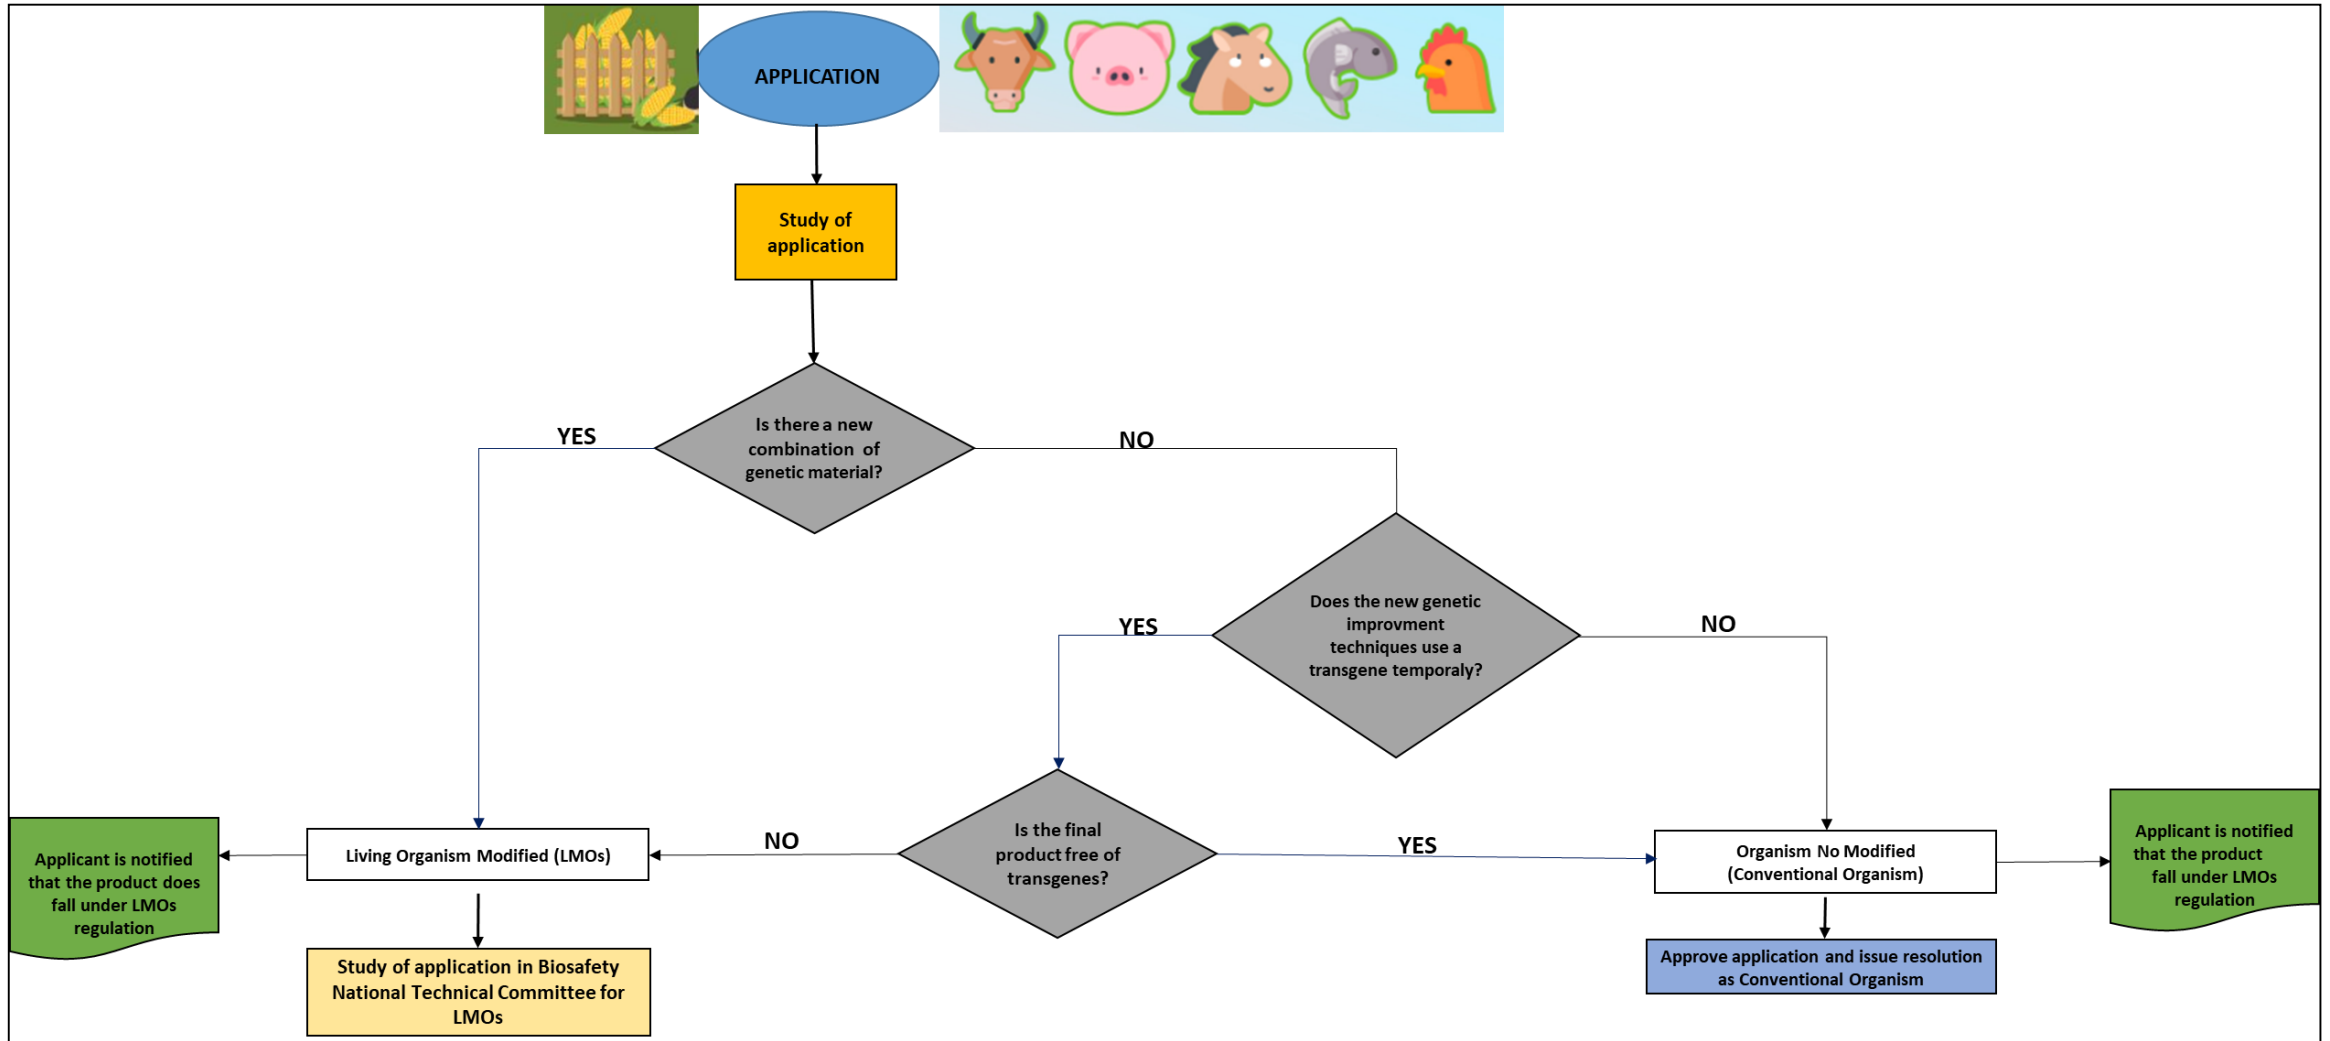 APPLICATION
Study of
application
Is there a new
combination of
genetic material?
YES
NO
Does the new genetic
improvment
techniques use a
transgene temporaly?
YES
NO
Is the final
product free of
transgenes?
NO
YES
Living Organism Modified (LMOs)
Applicant is notified
that the product does
fall under LMOs
regulation
Study of application in Biosafety
National Technical Committee for
LMOs
Organism No Modified
(Conventional Organism)
Applicant is notified
that the product
fall under LMOs
regulation
Approve application and issue resolution
as Conventional Organism